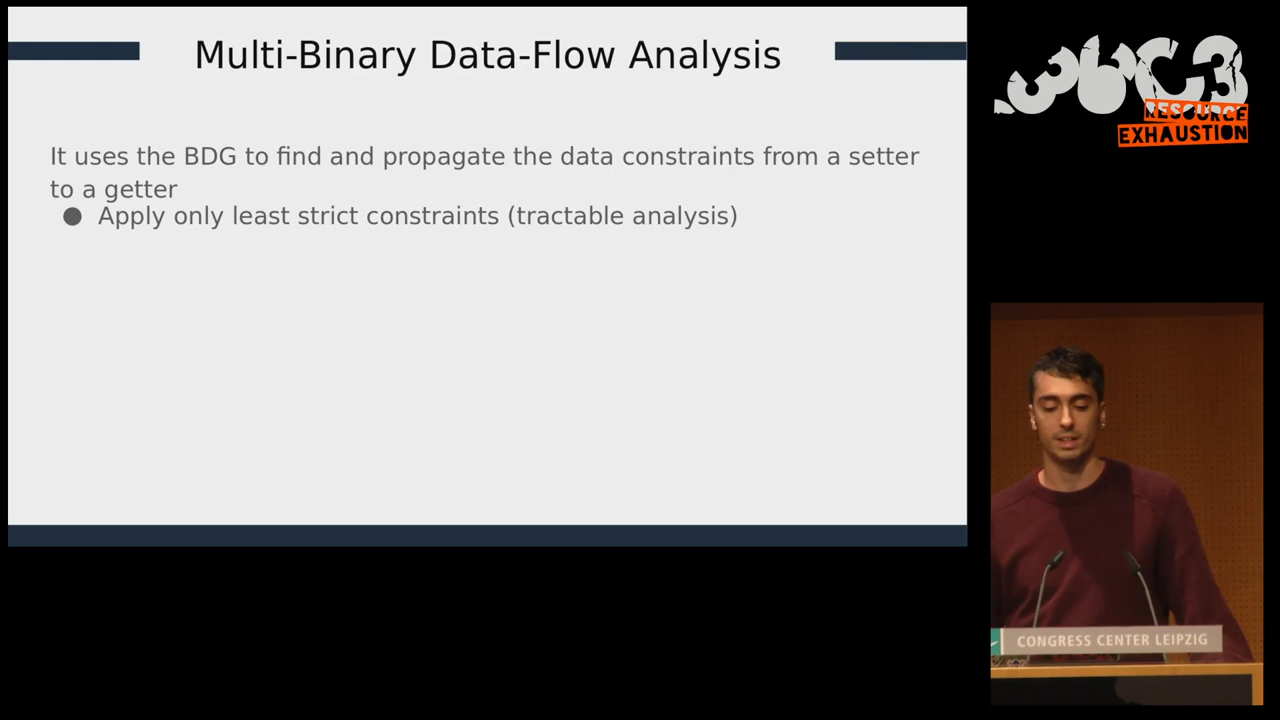 Multi-Binary Data-Flow Analysis
It uses the BDG to find and propagate the data constraints from a setter
to a getter
● Apply only least strict constraints (tractable analysis)
36C3
RESOURCE
EXHAUSTION
CONGRESS CENTER LEIPZIG